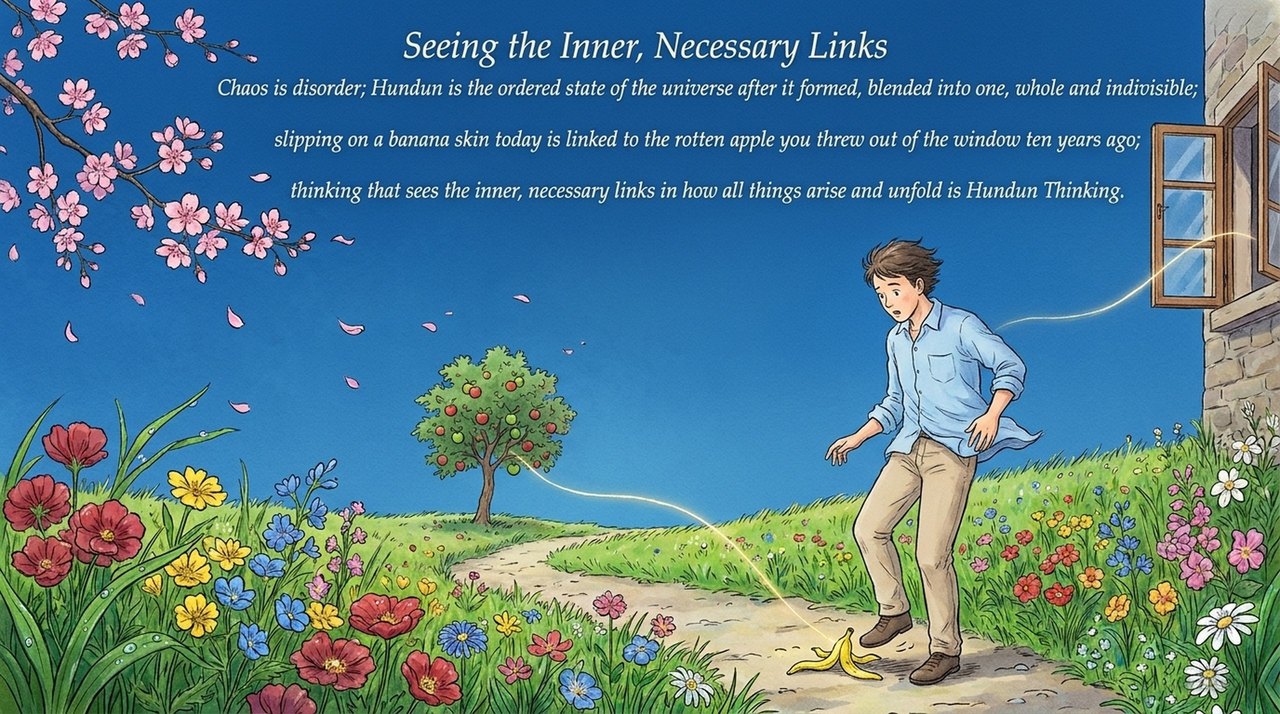 Seeing the Inner, Necessary Links
Chaos is disorder; Hundun is the ordered state of the universe after it formed, blended into one, whole and indivisible;
slipping on a banana skin today is linked to the rotten apple you threw out of the window ten years ago;
thinking that sees the inner, necessary links in how all things arise and unfold is Hundun Thinking.